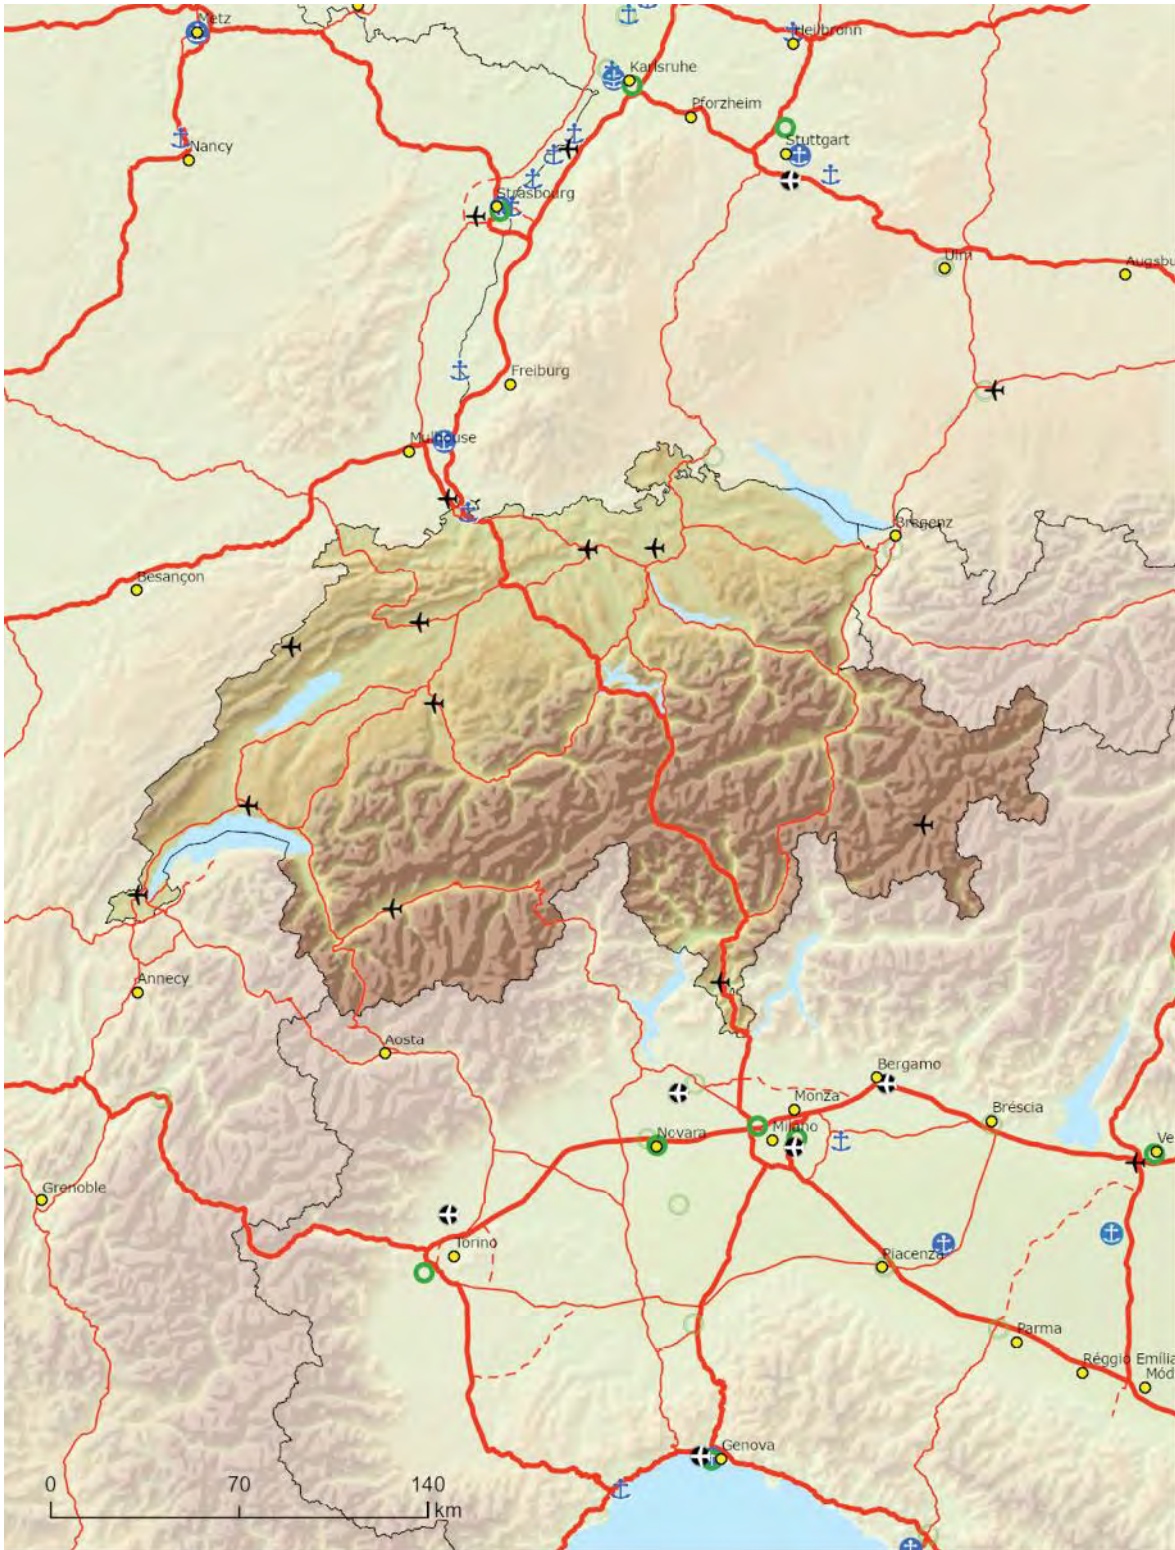 Metz
Heilbronn
Karlsruhe
Pforzheim
Nancy
Stuttgart
Strasbourg
Ulm
Augsbu
Freiburg
Mulhouse
Bregenz
Besançon
Annecy
Aosta
Bergamo
Monza
Bréscia
Novara
Milano
Ve
Grenoble
Torino
Piacenza
Parma
Réggio Emília
Mód
Genova
0 70 140
km